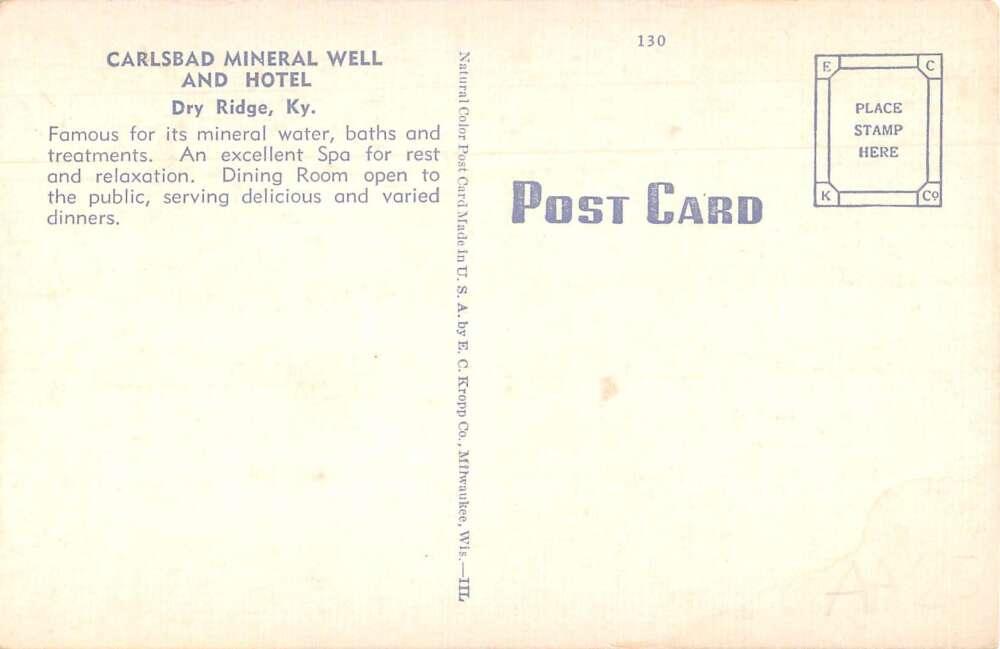 CARLSBAD MINERAL WELL
AND HOTEL
Dry Ridge, Ky.
Famous for its mineral water, baths and
treatments. An excellent Spa for rest
and relaxation. Dining Room open to
the public, serving delicious and varied
dinners.
Natural Color Post Card Made in U. S. A. by E. C. Kropp Co., Milwaukee, Wis.—IIL
130
POST CARD
E C
PLACE
STAMP
HERE
K Co